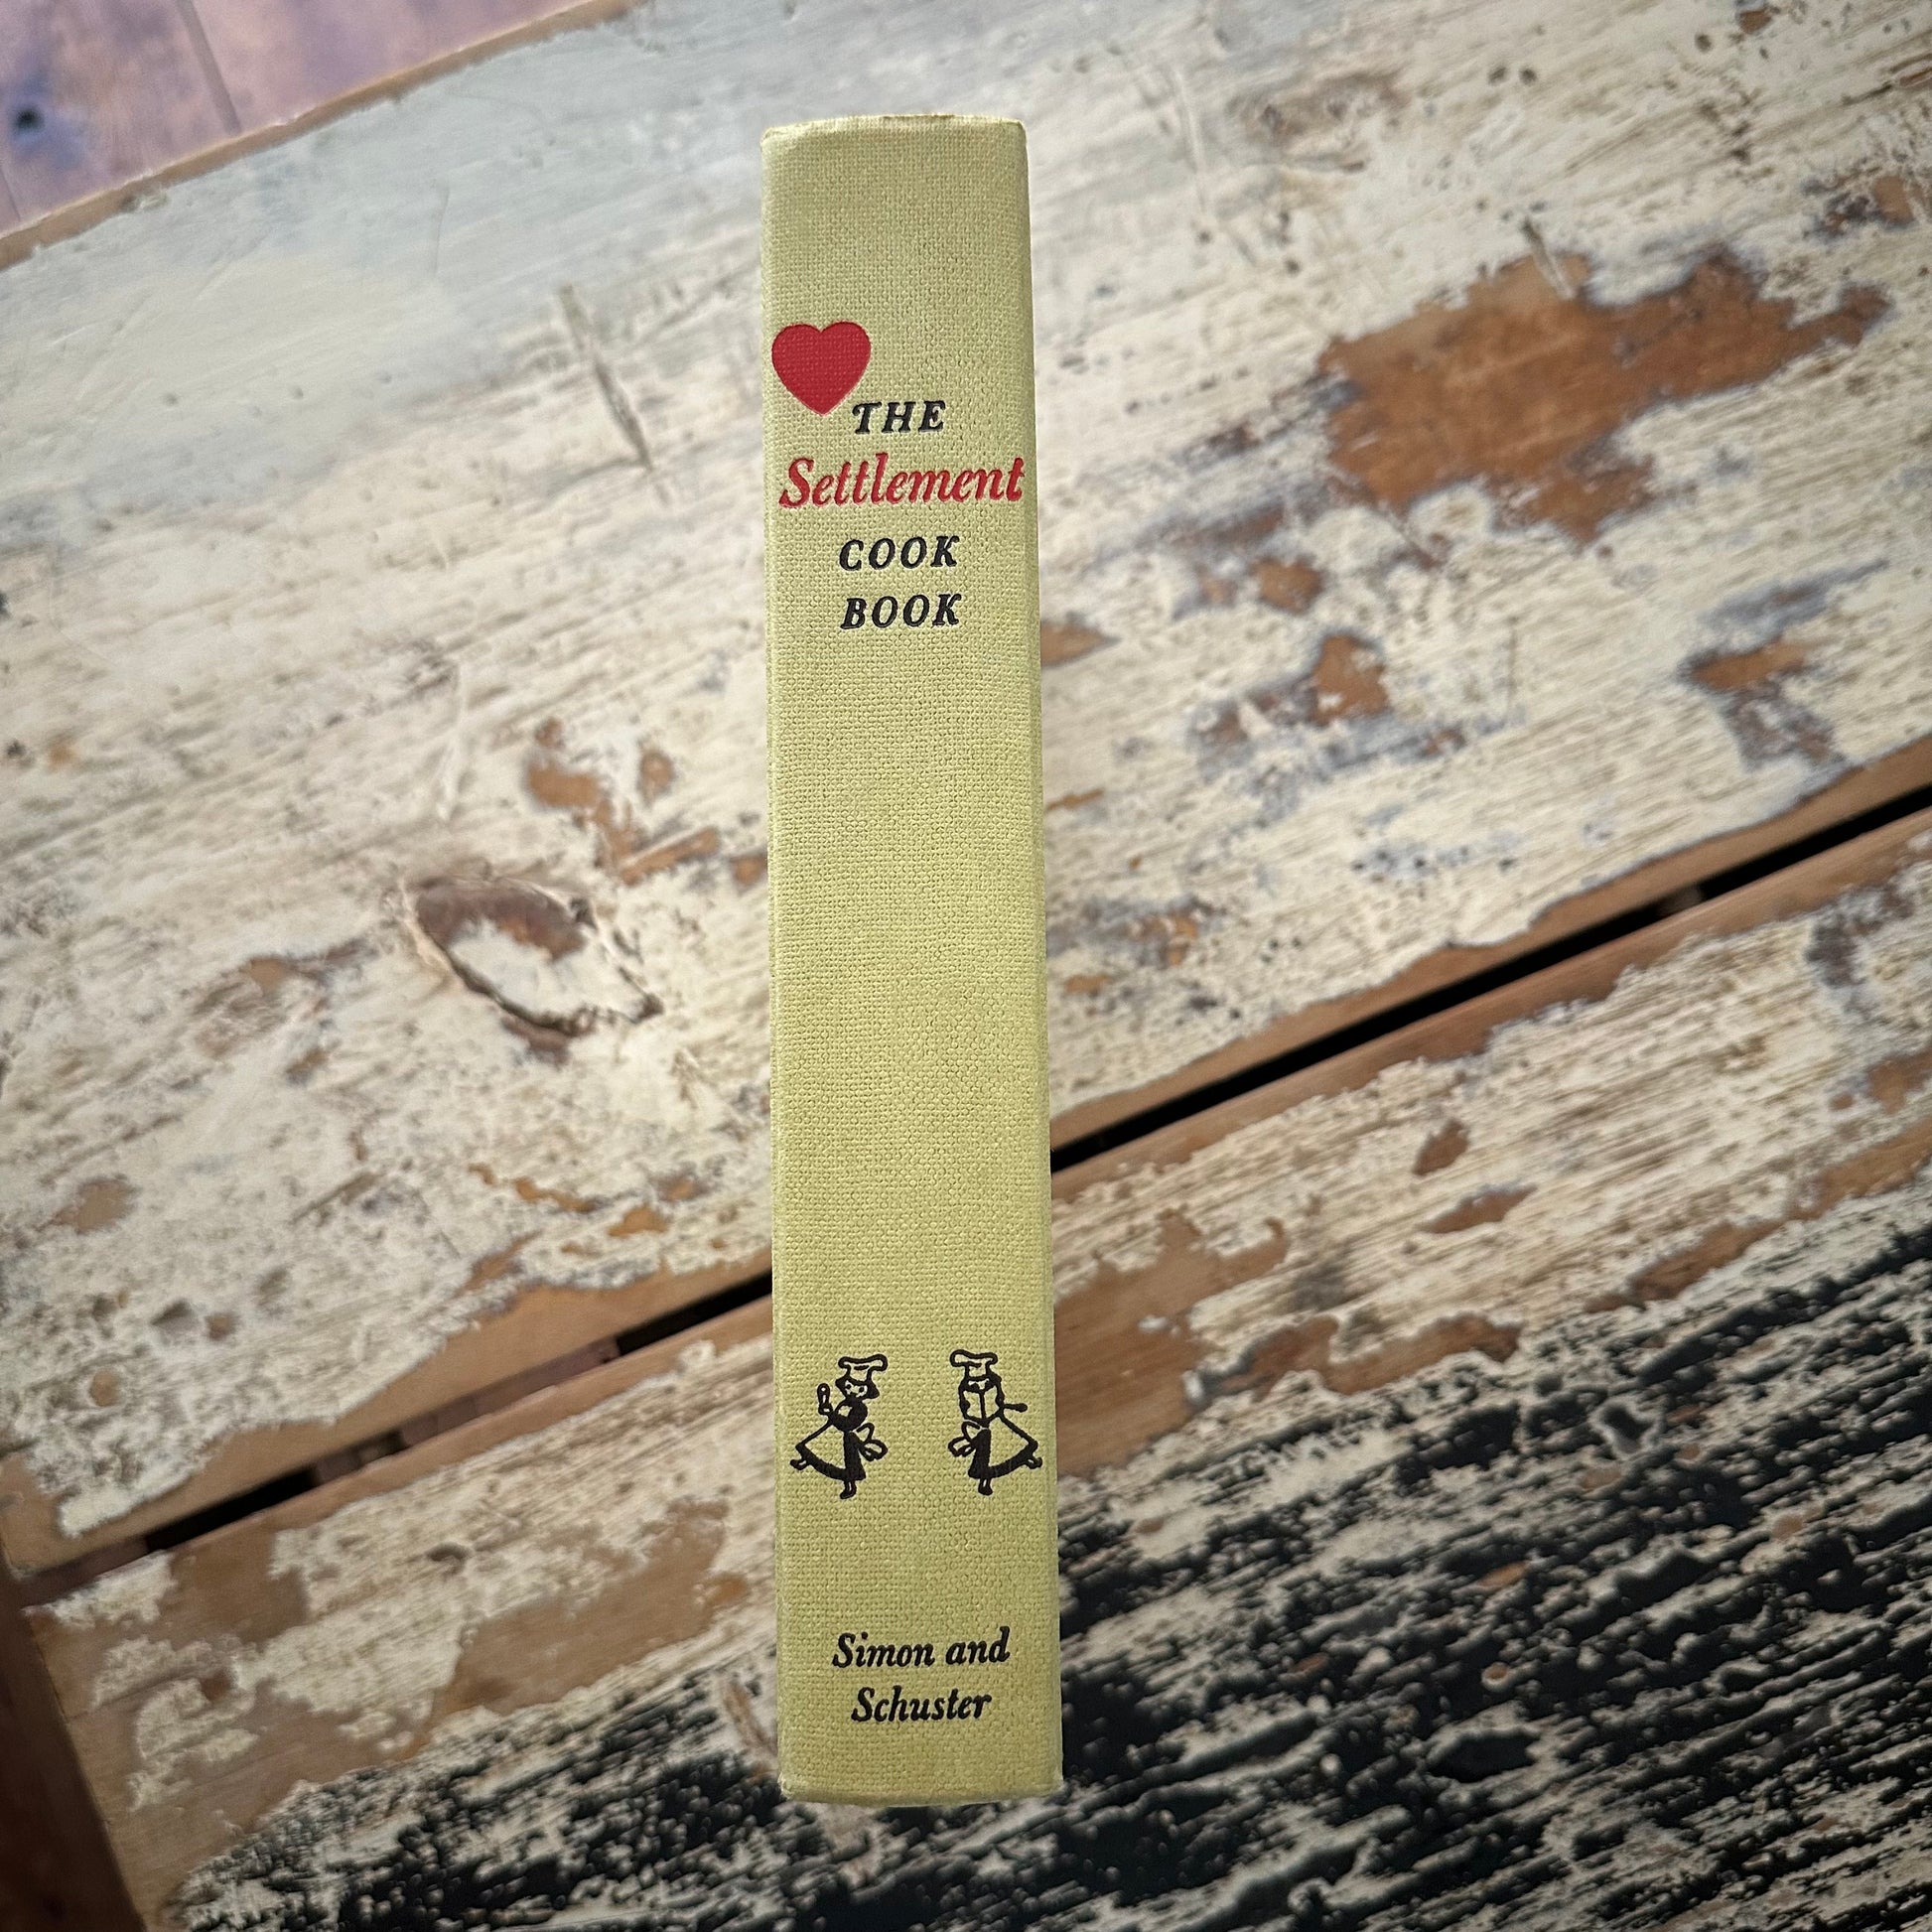 THE
Settlement
COOK
BOOK
Simon and
Schuster